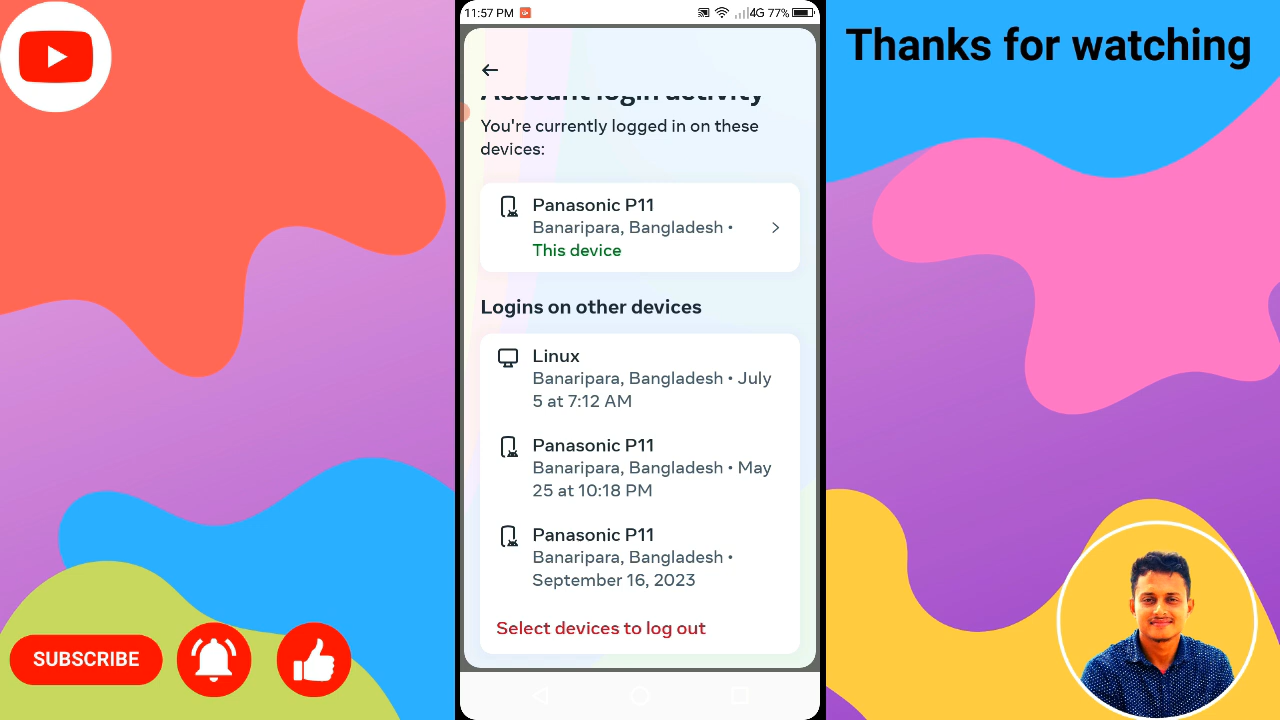 11:57 PM
4G 77%
Account login activity
You're currently logged in on these
devices:
Panasonic P11
Banaripara, Bangladesh •
This device
Logins on other devices
Linux
Banaripara, Bangladesh • July
5 at 7:12 AM
Panasonic P11
Banaripara, Bangladesh • May
25 at 10:18 PM
Panasonic P11
Banaripara, Bangladesh •
September 16, 2023
Select devices to log out
Thanks for watching
SUBSCRIBE